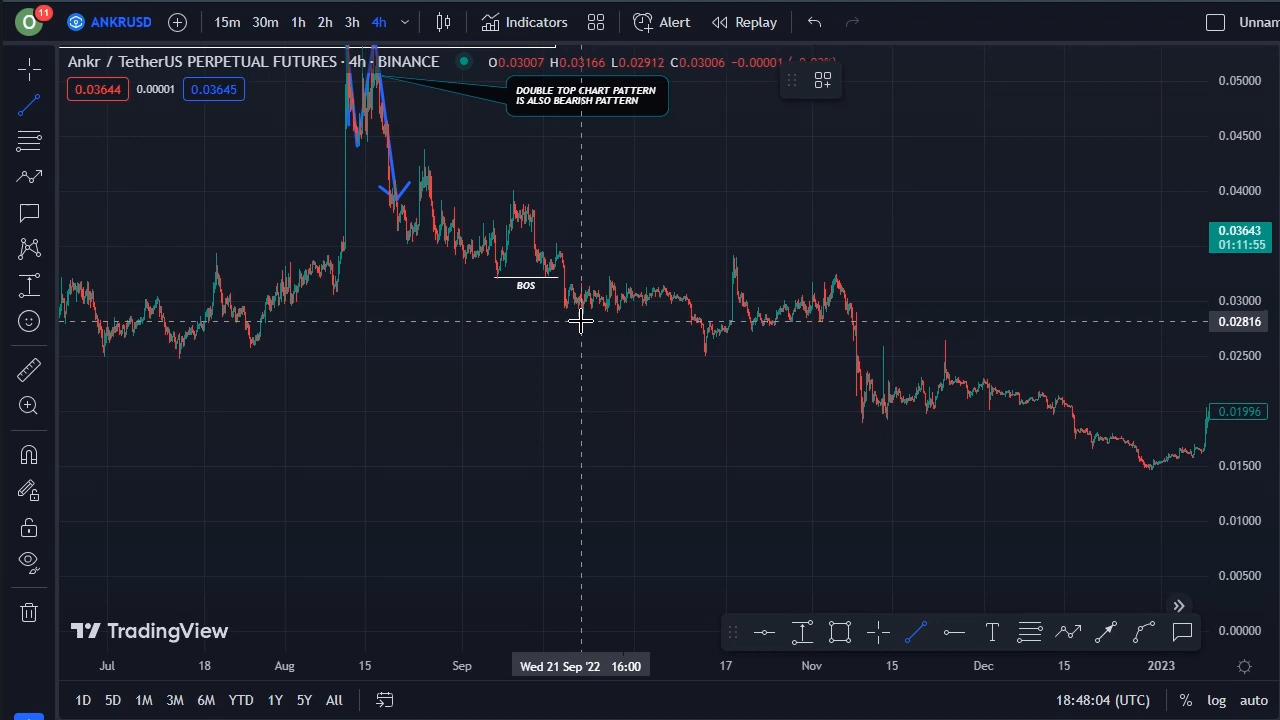 O 11 ANKRUSD 15m 30m 1h 2h 3h 4h Indicators Alert Replay Unnam
Ankr / TetherUS PERPETUAL FUTURES · 4h · BINANCE O0.03007 H0.03166 L0.02912 C0.03006 -0.00001
0.03644 0.00001 0.03645
DOUBLE TOP CHART PATTERN
IS ALSO BEARISH PATTERN
BOS
0.05000
0.04500
0.04000
0.03643
01:11:55
0.03000
0.02816
0.02500
0.01996
0.01500
0.01000
0.00500
0.00000
TradingView
Jul 18 Aug 15 Sep Wed 21 Sep '22 16:00 17 Nov 15 Dec 15 2023
1D 5D 1M 3M 6M YTD 1Y 5Y All 18:48:04 (UTC) % log auto